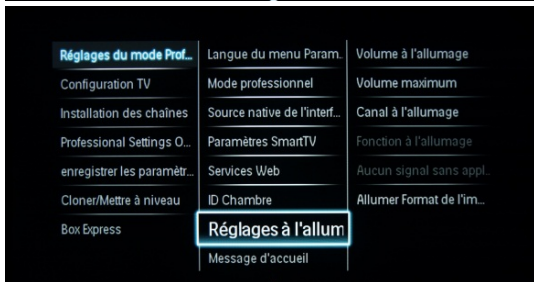 Réglages du mode Prof...
Configuration TV
Installation des chaînes
Professional Settings O...
enregistrer les paramètr...
Cloner/Mettre à niveau
Box Express
Langue du menu Param..
Mode professionnel
Source native de l'interf...
Paramètres SmartTV
Services Web
ID Chambre
Réglages à l'allum
Message d'accueil
Volume à l'allumage
Volume maximum
Canal à l'allumage
Fonction à l'allumage
Aucun signal sans appl..
Allumer Format de l'im...